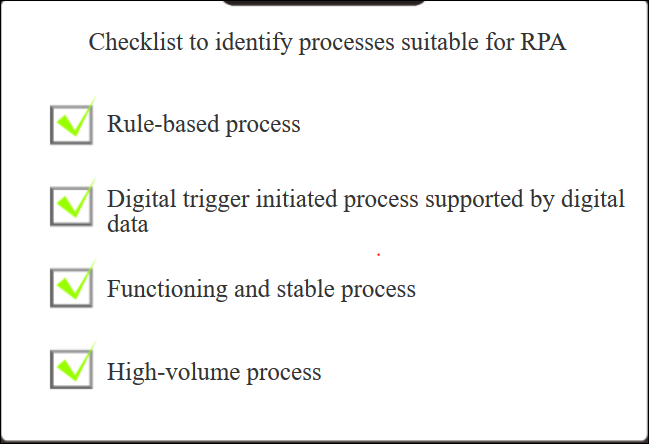 Checklist to identify processes suitable for RPA
Rule-based process
Digital trigger initiated process supported by digital
data
Functioning and stable process
High-volume process